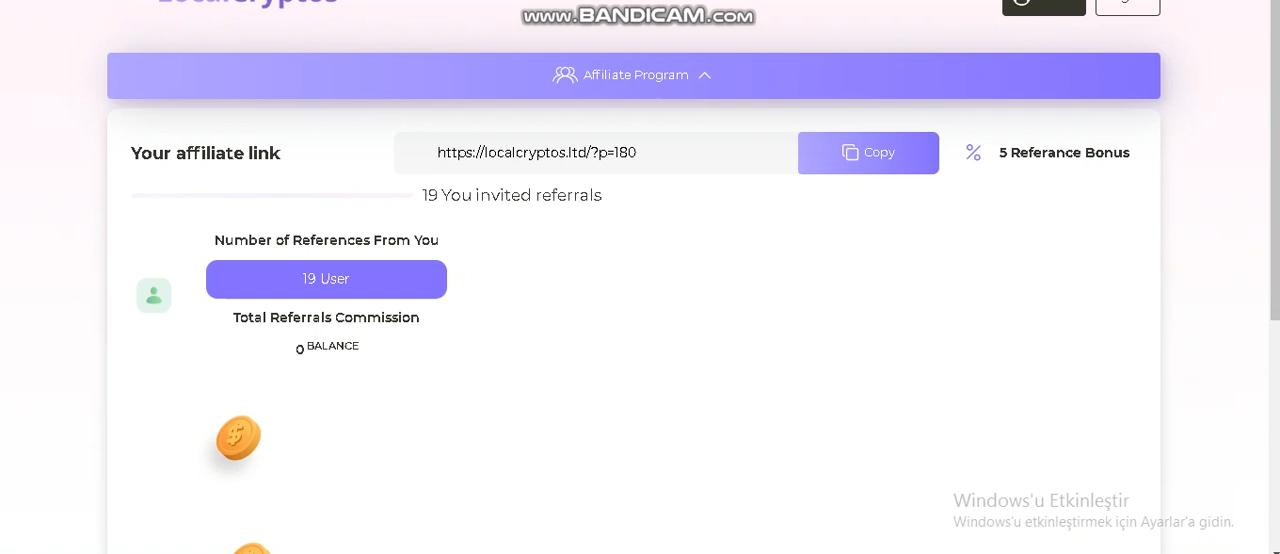 LocalCryptos
www.BANDICAM.com
Affiliate Program
Your affiliate link
https://localcryptos.ltd/?p=180
Copy
5 Referance Bonus
19 You invited referrals
Number of References From You
19 User
Total Referrals Commission
0 BALANCE
Windows'u Etkinleştir
Windows'u etkinleştirmek için Ayarlar'a gidin.